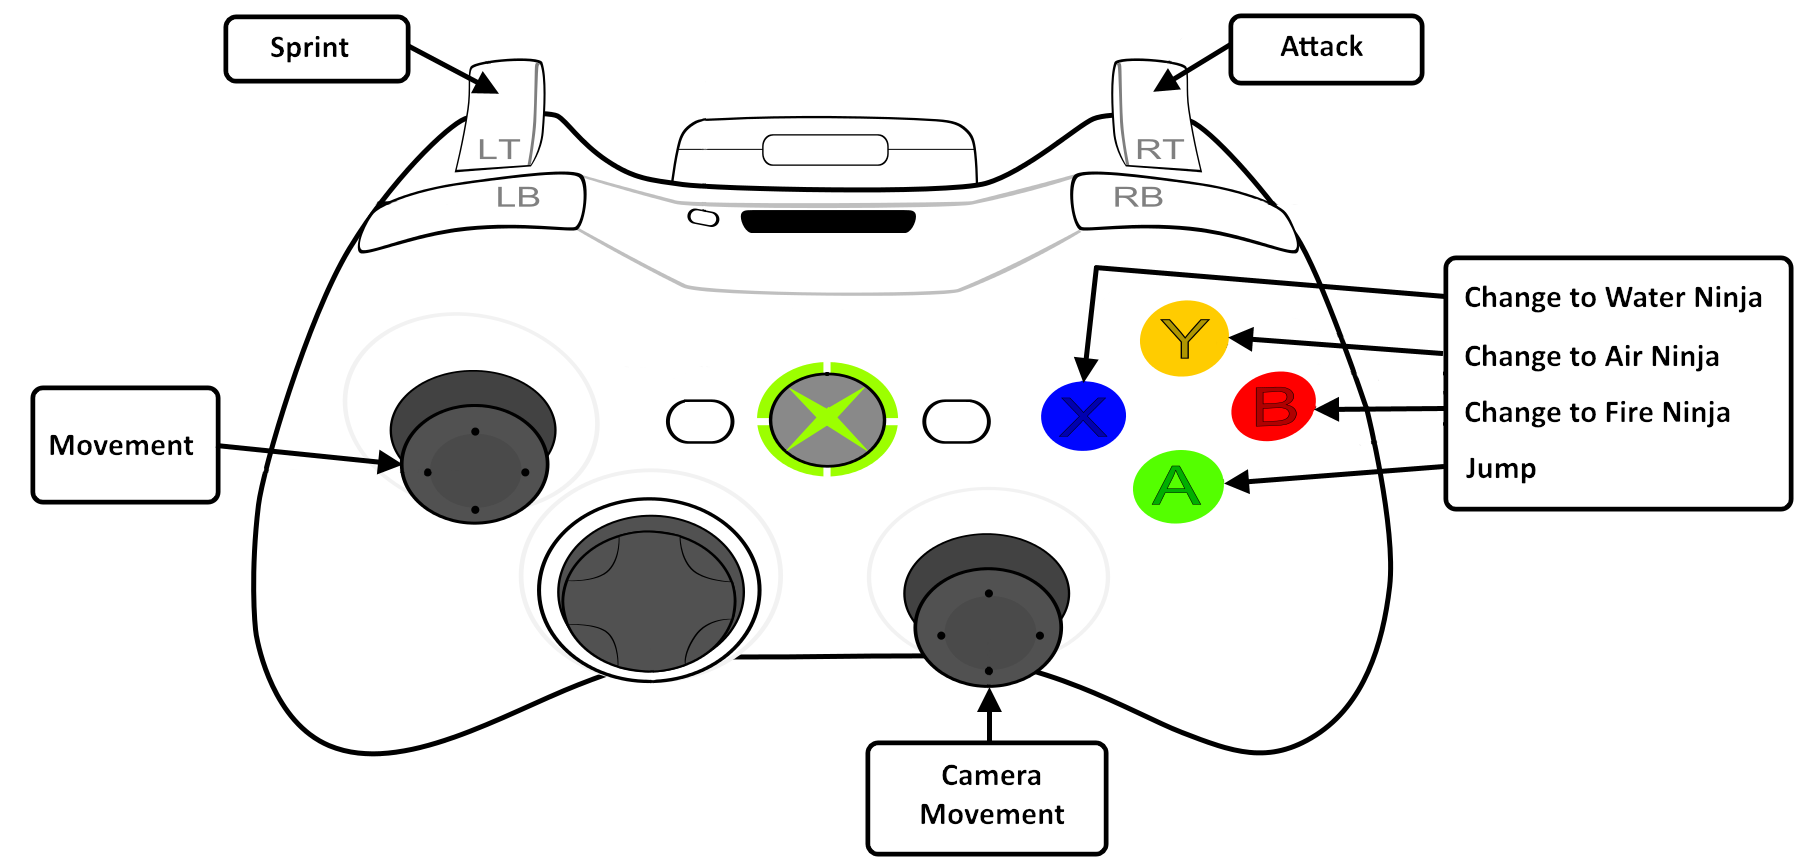 Sprint
Attack
LT
RT
LB
RB
Change to Water Ninja
Y
Change to Air Ninja
X
B
Change to Fire Ninja
Movement
Jump
A
Camera
Movement